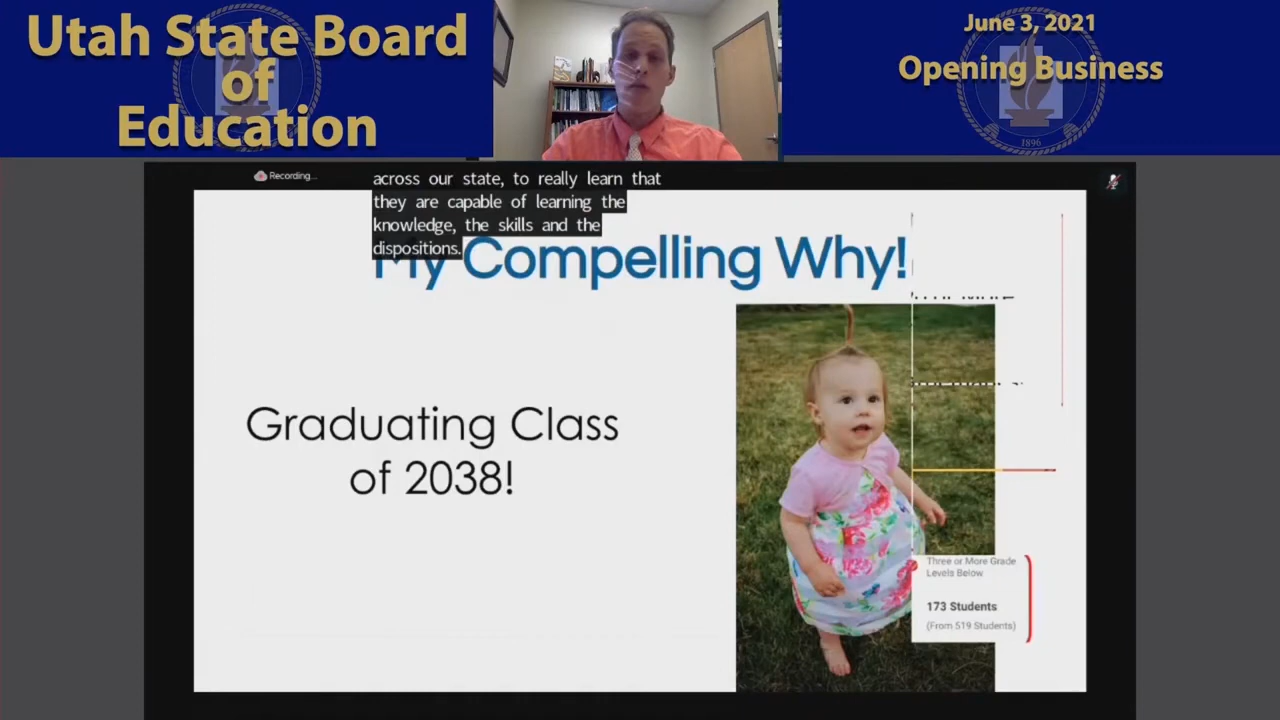 Utah State Board
of
Education
June 3, 2021
Opening Business
1896
Recording...
across our state, to really learn that
they are capable of learning the
knowledge, the skills and the
dispositions.
My Compelling Why!
Graduating Class
of 2038!
Three or More Grade
Levels Below
173 Students
(From 519 Students)